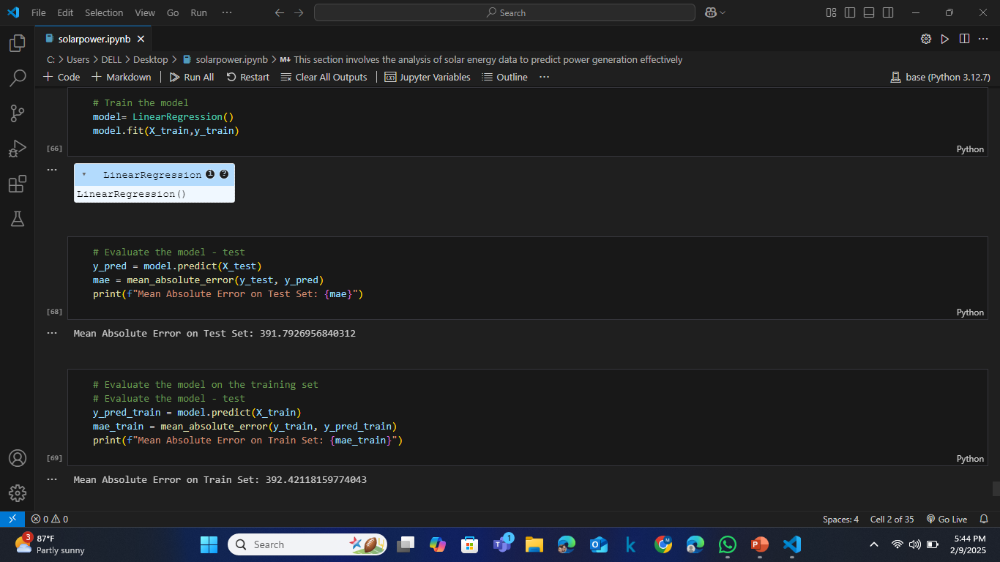 File Edit Selection View Go Run ··· Search
solarpower.ipynb
C: > Users > DELL > Desktop > solarpower.ipynb > M↓ This section involves the analysis of solar energy data to predict power generation effectively
+ Code + Markdown Run All Restart Clear All Outputs Jupyter Variables Outline ··· base (Python 3.12.7)
# Train the model
model= LinearRegression()
model.fit(X_train,y_train)
[66] Python
LinearRegression i ?
LinearRegression()
# Evaluate the model - test
y_pred = model.predict(X_test)
mae = mean_absolute_error(y_test, y_pred)
print(f"Mean Absolute Error on Test Set: {mae}")
[68] Python
Mean Absolute Error on Test Set: 391.7926956840312
# Evaluate the model on the training set
# Evaluate the model - test
y_pred_train = model.predict(X_train)
mae_train = mean_absolute_error(y_train, y_pred_train)
print(f"Mean Absolute Error on Train Set: {mae_train}")
[69] Python
Mean Absolute Error on Train Set: 392.42118159774043
0 0 Spaces: 4 Cell 2 of 35 Go Live
3 87°F
Partly sunny
Search
1
5:44 PM
2/9/2025